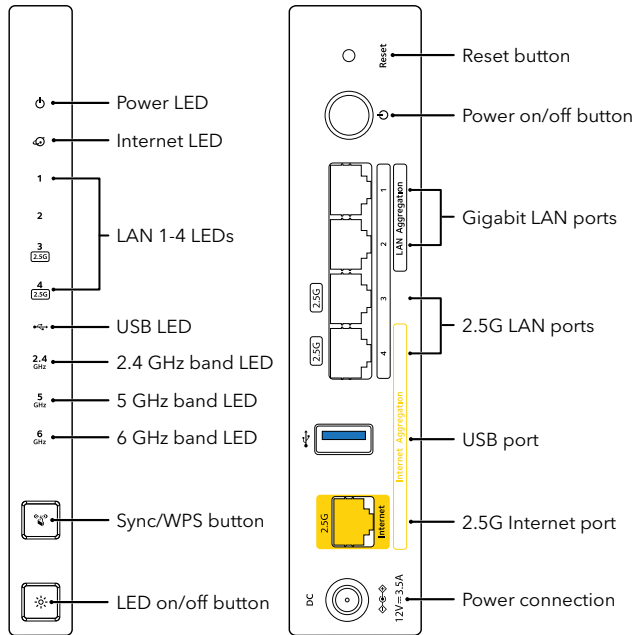 Power LED
Internet LED
1
2
3
2.5G
4
2.5G
LAN 1-4 LEDs
USB LED
2.4
GHz
2.4 GHz band LED
5
GHz
5 GHz band LED
6
GHz
6 GHz band LED
Sync/WPS button
LED on/off button
Reset
Reset button
Power on/off button
1
2
LAN Aggregation
Gigabit LAN ports
2.5G
3
2.5G
4
2.5G LAN ports
Internet Aggregation
USB port
2.5G
Internet
2.5G Internet port
DC
12V⎓3.5A
Power connection